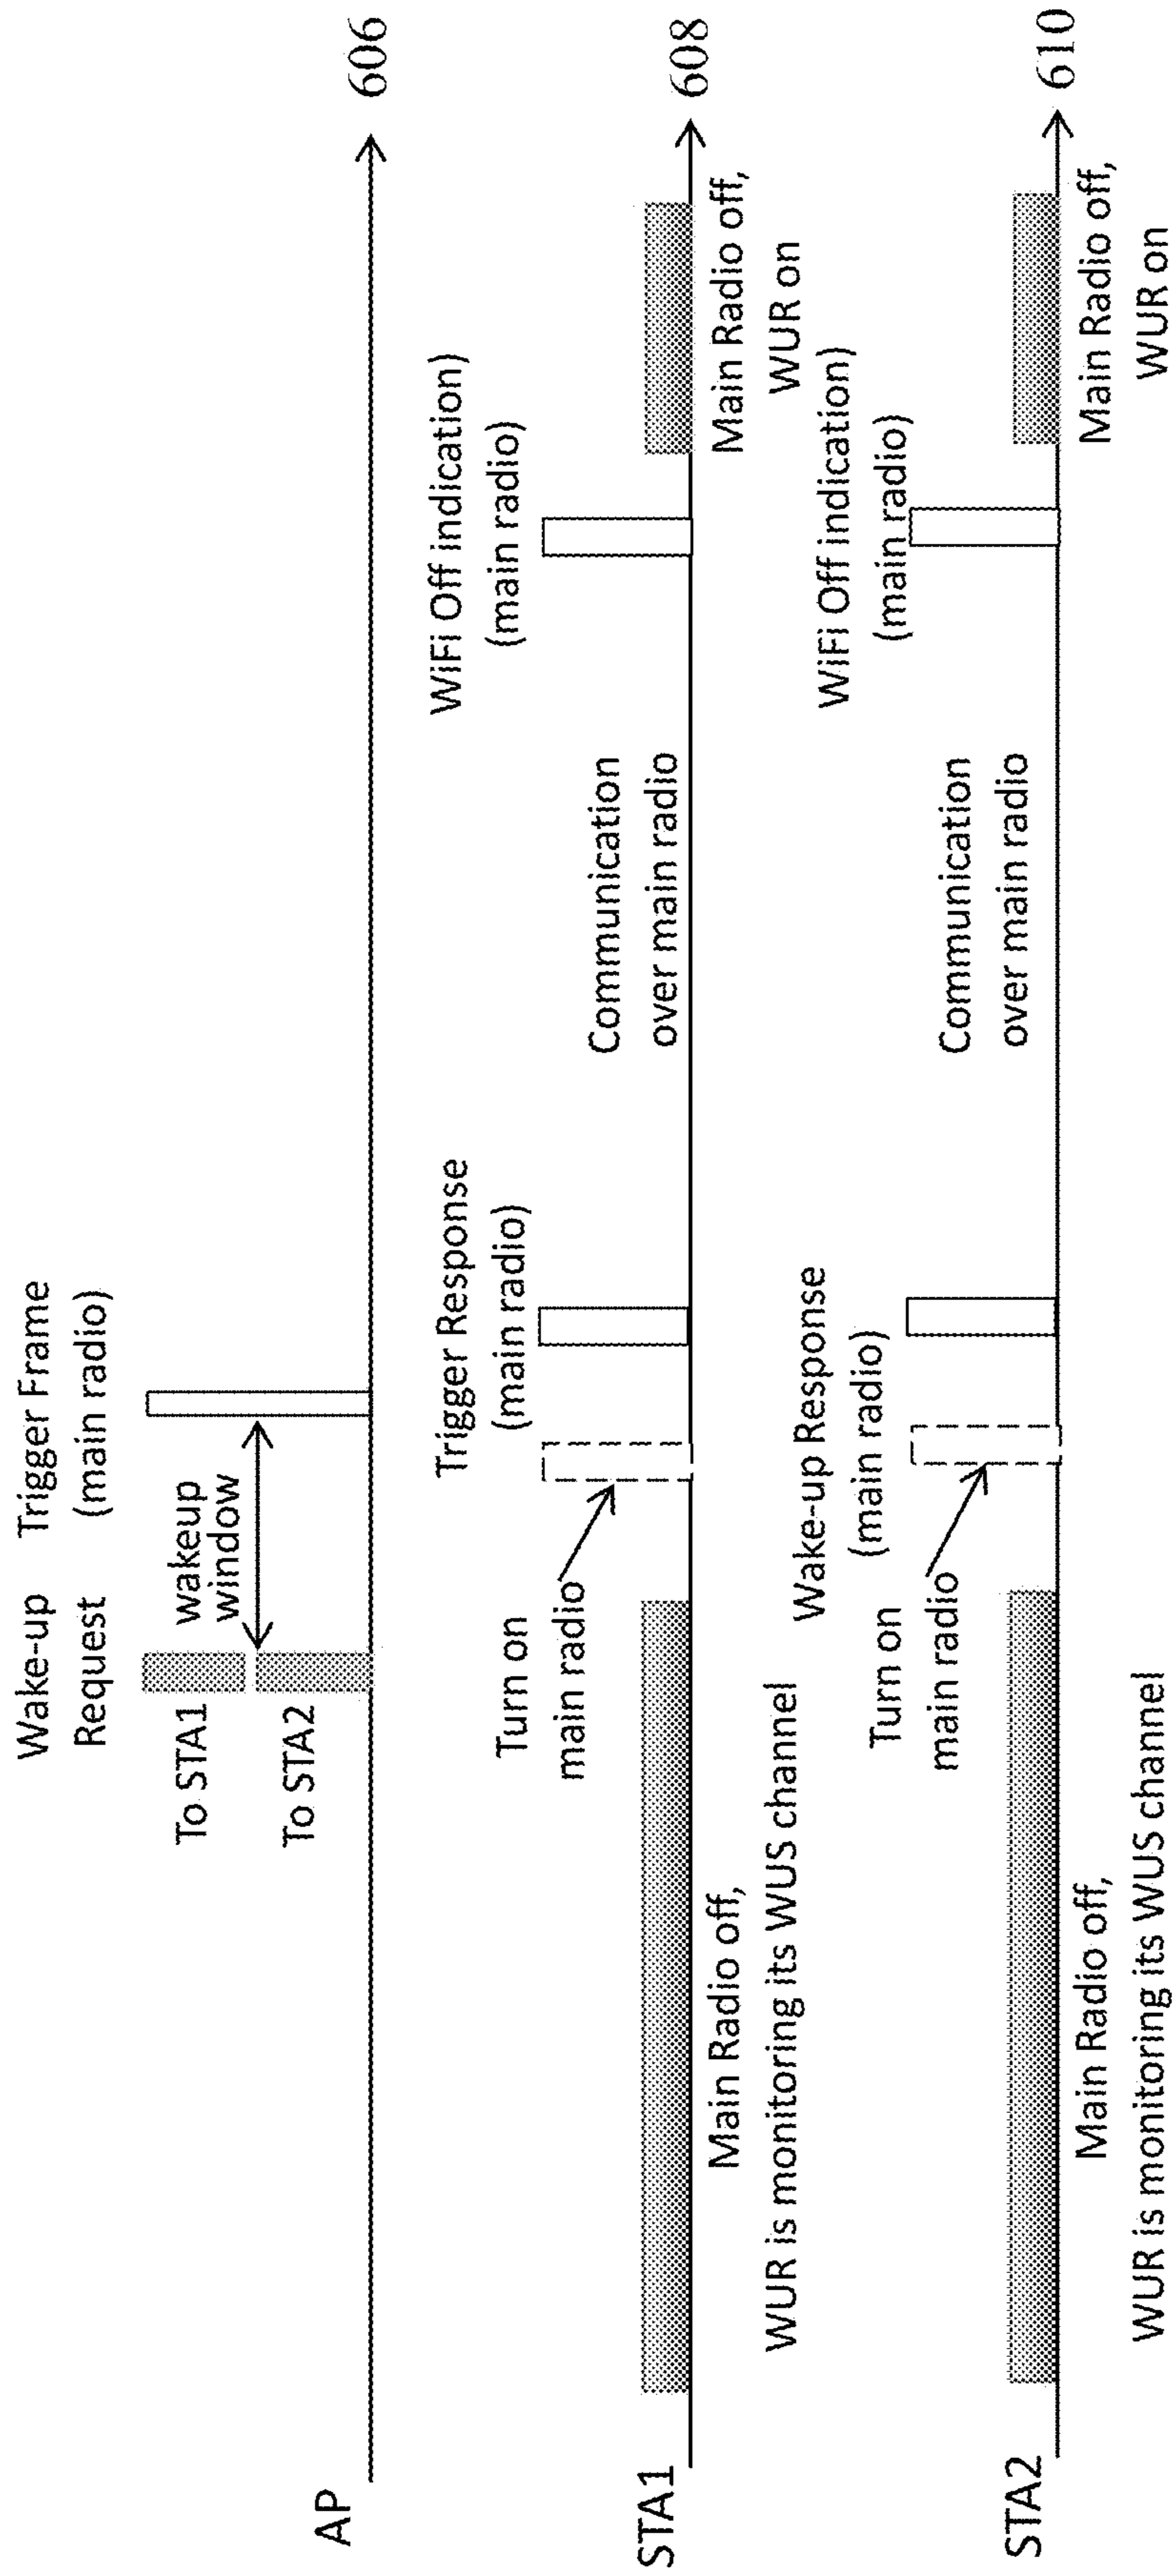 Wake-up Trigger Frame
Request (main radio)
To STA1
wakeup
window
To STA2
AP
606
Trigger Response
(main radio)
WiFi Off indication)
(main radio)
Turn on
main radio
Communication
over main radio
STA1
608
Main Radio off,
WUR is monitoring its WUS channel
Main Radio off,
WUR on
Wake-up Response
(main radio)
WiFi Off indication)
(main radio)
Turn on
main radio
Communication
over main radio
STA2
610
Main Radio off,
WUR is monitoring its WUS channel
Main Radio off,
WUR on